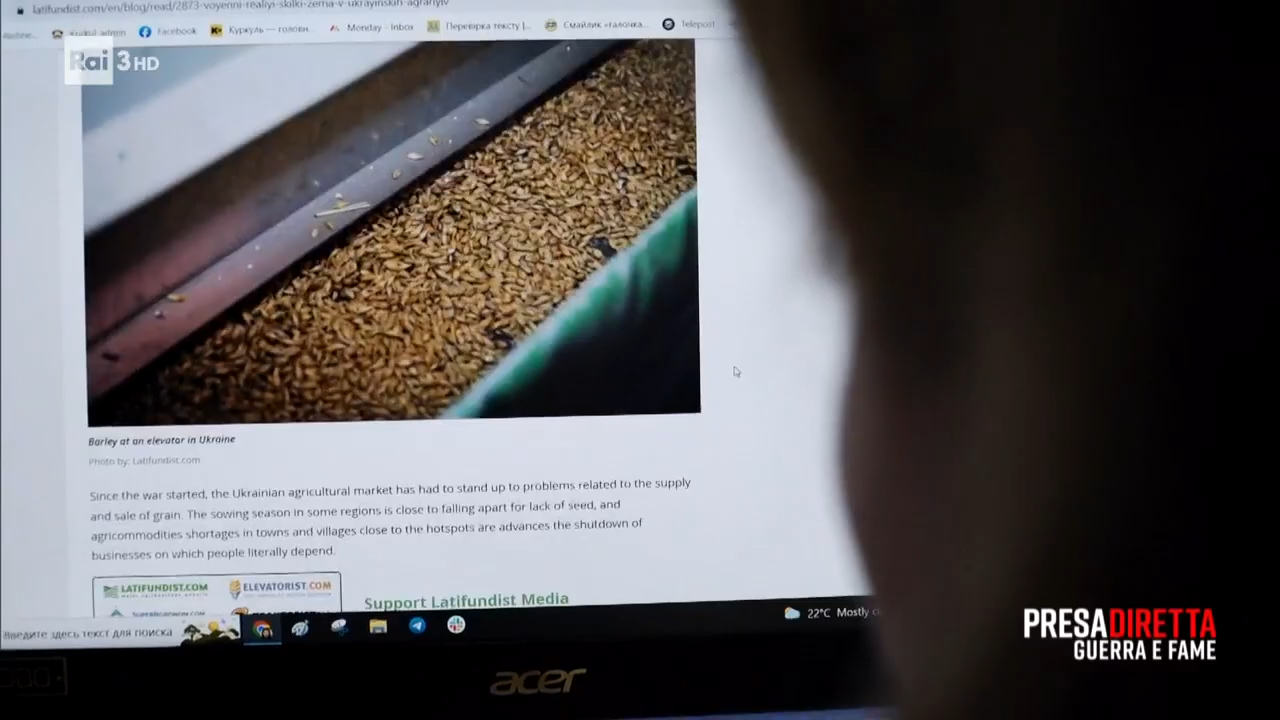 latifundist.com/en/blog/read/2873-voyenni-realiyi-skilki-zerna-v-ukrayinskih-agrariyiv
Facebook
Куркуль — головн...
Monday - Inbox
Перевірка тексту |...
Смайлик «галочка...
Telepost
Rai 3HD
Barley at an elevator in Ukraine
Photo by: Latifundist.com
Since the war started, the Ukrainian agricultural market has had to stand up to problems related to the supply
and sale of grain. The sowing season in some regions is close to falling apart for lack of seed, and
agricommodities shortages in towns and villages close to the hotspots are advances the shutdown of
businesses on which people literally depend.
LATIFUNDIST.COM
ELEVATORIST.COM
Support Latifundist Media
Введите здесь текст для поиска
22°C Mostly
acer
PRESADIRETTA
GUERRA E FAME